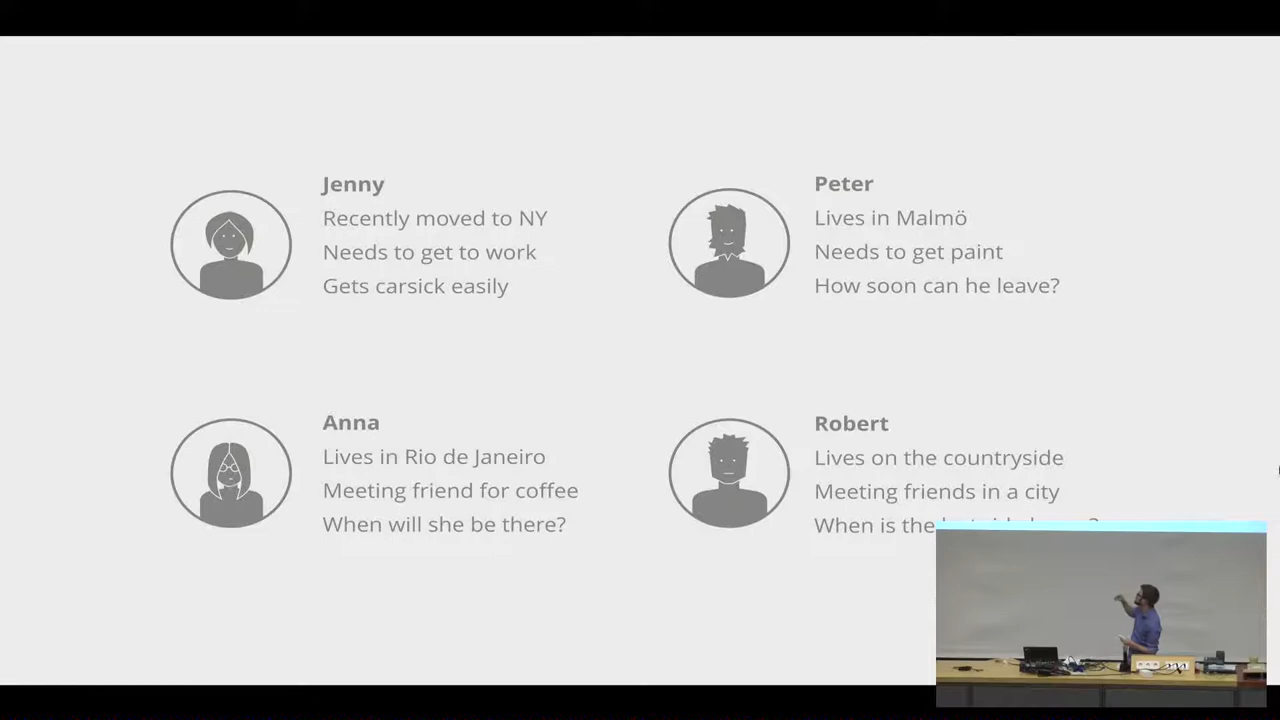 Jenny
Recently moved to NY
Needs to get to work
Gets carsick easily
Peter
Lives in Malmö
Needs to get paint
How soon can he leave?
Anna
Lives in Rio de Janeiro
Meeting friend for coffee
When will she be there?
Robert
Lives on the countryside
Meeting friends in a city
When is the